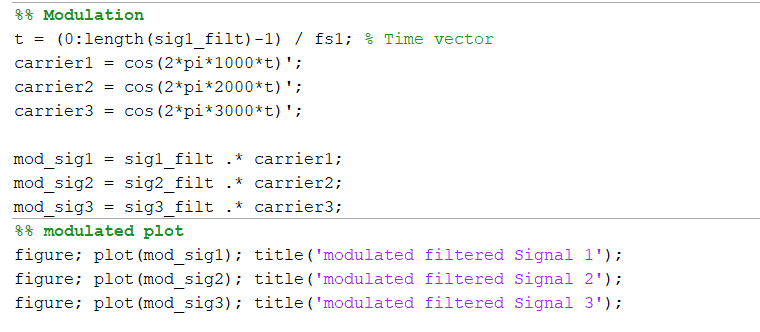 %% Modulation
t = (0:length(sig1_filt)-1) / fs1; % Time vector
carrier1 = cos(2*pi*1000*t)';
carrier2 = cos(2*pi*2000*t)';
carrier3 = cos(2*pi*3000*t)';
mod_sig1 = sig1_filt .* carrier1;
mod_sig2 = sig2_filt .* carrier2;
mod_sig3 = sig3_filt .* carrier3;
%% modulated plot
figure; plot(mod_sig1); title('modulated filtered Signal 1');
figure; plot(mod_sig2); title('modulated filtered Signal 2');
figure; plot(mod_sig3); title('modulated filtered Signal 3');